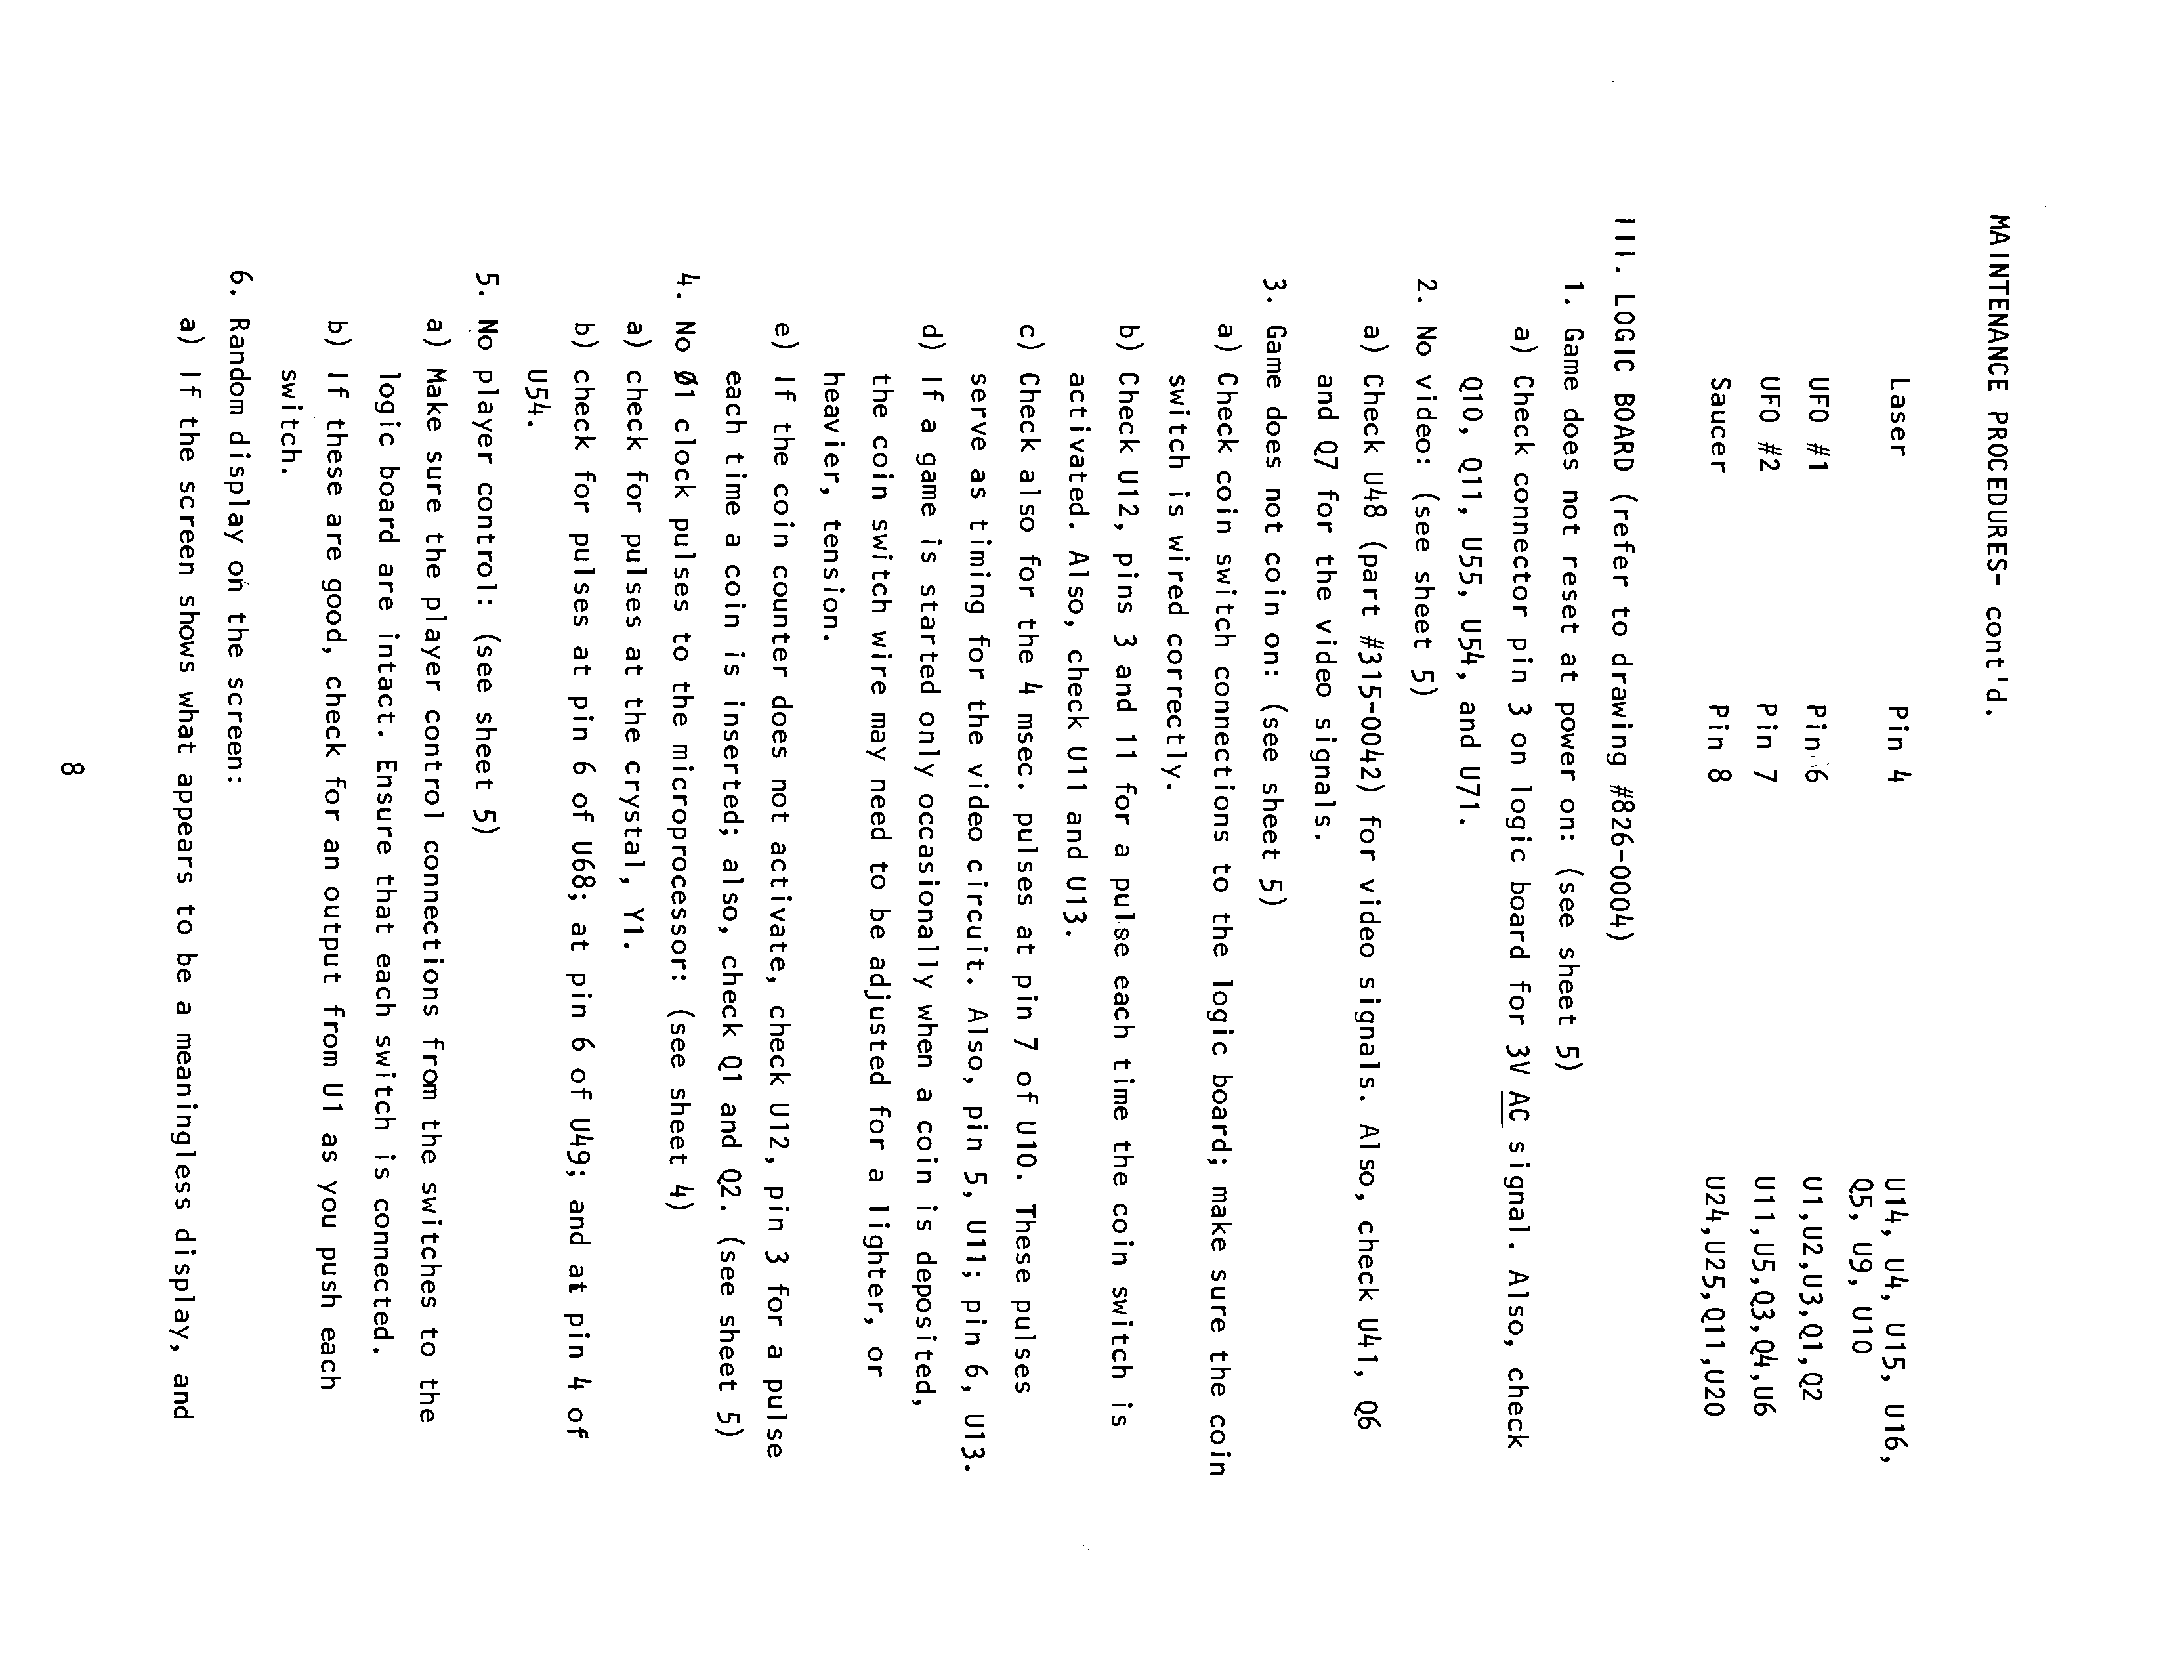 MAINTENANCE PROCEDURES- cont'd.
Laser Pin 4 U14, U4, U15, U16,
Q5, U9, U10
UFO #1 Pin 6 U1,U2,U3,Q1,Q2
UFO #2 Pin 7 U11,U5,Q3,Q4,U6
Saucer Pin 8 U24,U25,Q11,U20
III. LOGIC BOARD (refer to drawing #826-0004)
1. Game does not reset at power on: (see sheet 5)
a) Check connector pin 3 on logic board for 3V AC signal. Also, check
Q10, Q11, U55, U54, and U71.
2. No video: (see sheet 5)
a) Check U48 (part #315-0042) for video signals. Also, check U41, Q6
and Q7 for the video signals.
3. Game does not coin on: (see sheet 5)
a) Check coin switch connections to the logic board; make sure the coin
switch is wired correctly.
b) Check U12, pins 3 and 11 for a pulse each time the coin switch is
activated. Also, check U11 and U13.
c) Check also for the 4 msec. pulses at pin 7 of U10. These pulses
serve as timing for the video circuit. Also, pin 5, U11; pin 6, U13.
d) If a game is started only occasionally when a coin is deposited,
the coin switch wire may need to be adjusted for a lighter, or
heavier, tension.
e) If the coin counter does not activate, check U12, pin 3 for a pulse
each time a coin is inserted; also, check Q1 and Q2. (see sheet 5)
4. No Ø1 clock pulses to the microprocessor: (see sheet 4)
a) check for pulses at the crystal, Y1.
b) check for pulses at pin 6 of U68; at pin 6 of U49; and at pin 4 of
U54.
5. No player control: (see sheet 5)
a) Make sure the player control connections from the switches to the
logic board are intact. Ensure that each switch is connected.
b) If these are good, check for an output from U1 as you push each
switch.
6. Random display on the screen:
a) If the screen shows what appears to be a meaningless display, and
8